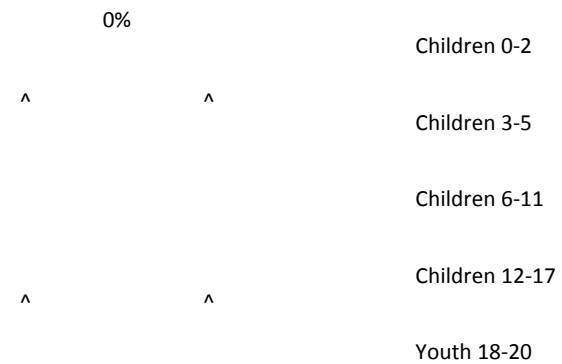 0%
Children 0-2
^ ^
Children 3-5
Children 6-11
Children 12-17
^ ^
Youth 18-20